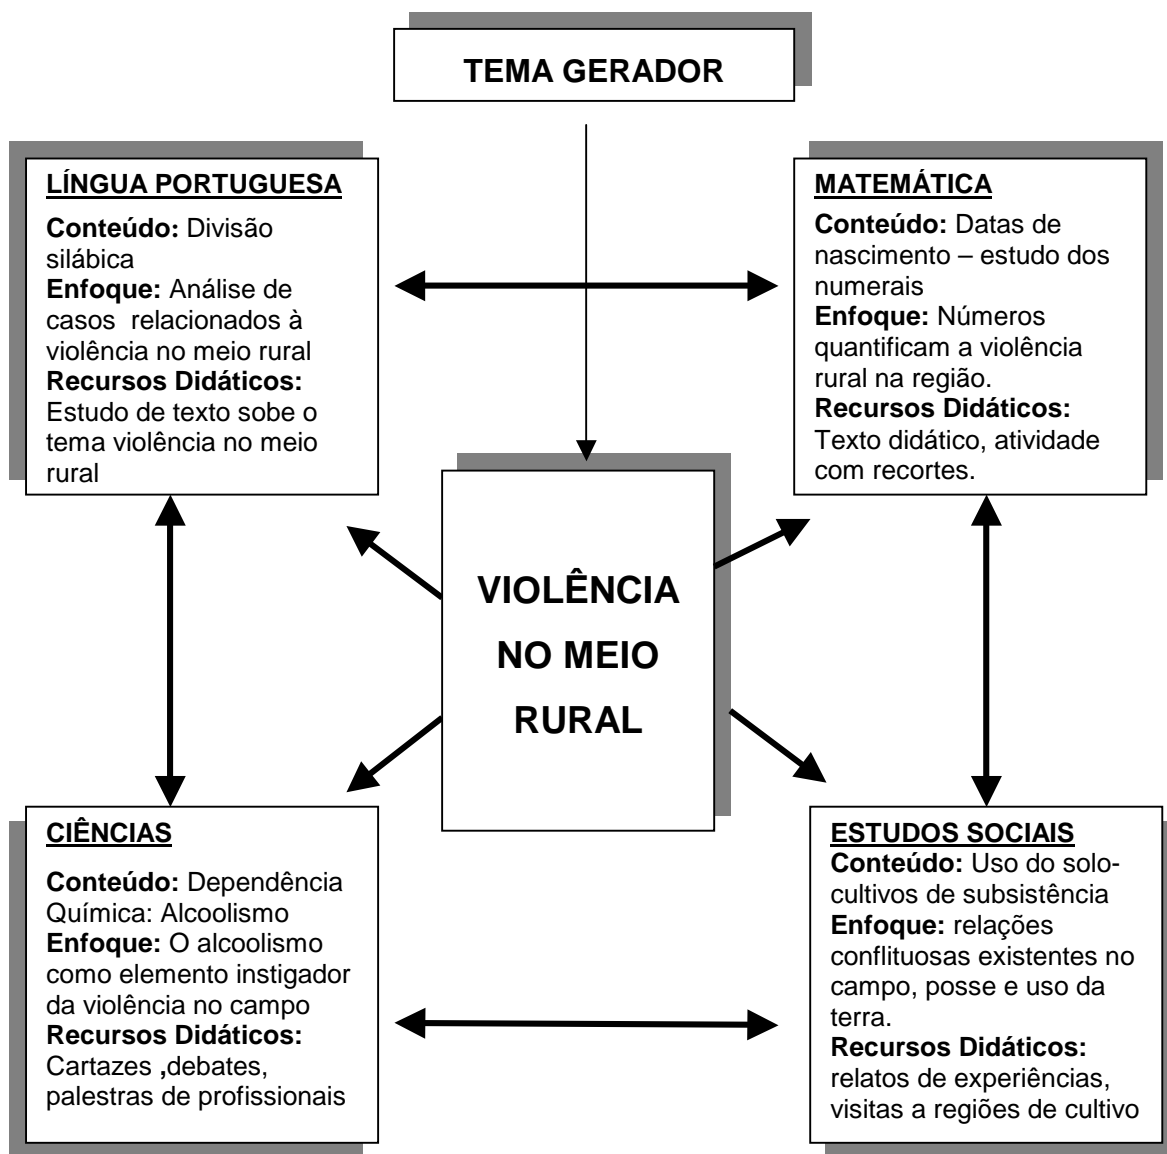 TEMA GERADOR
LÍNGUA PORTUGUESA
Conteúdo: Divisão
silábica
Enfoque: Análise de
casos relacionados à
violência no meio rural
Recursos Didáticos:
Estudo de texto sobe o
tema violência no meio
rural
MATEMÁTICA
Conteúdo: Datas de
nascimento – estudo dos
numerais
Enfoque: Números
quantificam a violência
rural na região.
Recursos Didáticos:
Texto didático, atividade
com recortes.
VIOLÊNCIA
NO MEIO
RURAL
CIÊNCIAS
Conteúdo: Dependência
Química: Alcoolismo
Enfoque: O alcoolismo
como elemento instigador
da violência no campo
Recursos Didáticos:
Cartazes ,debates,
palestras de profissionais
ESTUDOS SOCIAIS
Conteúdo: Uso do solo-
cultivos de subsistência
Enfoque: relações
conflituosas existentes no
campo, posse e uso da
terra.
Recursos Didáticos:
relatos de experiências,
visitas a regiões de cultivo